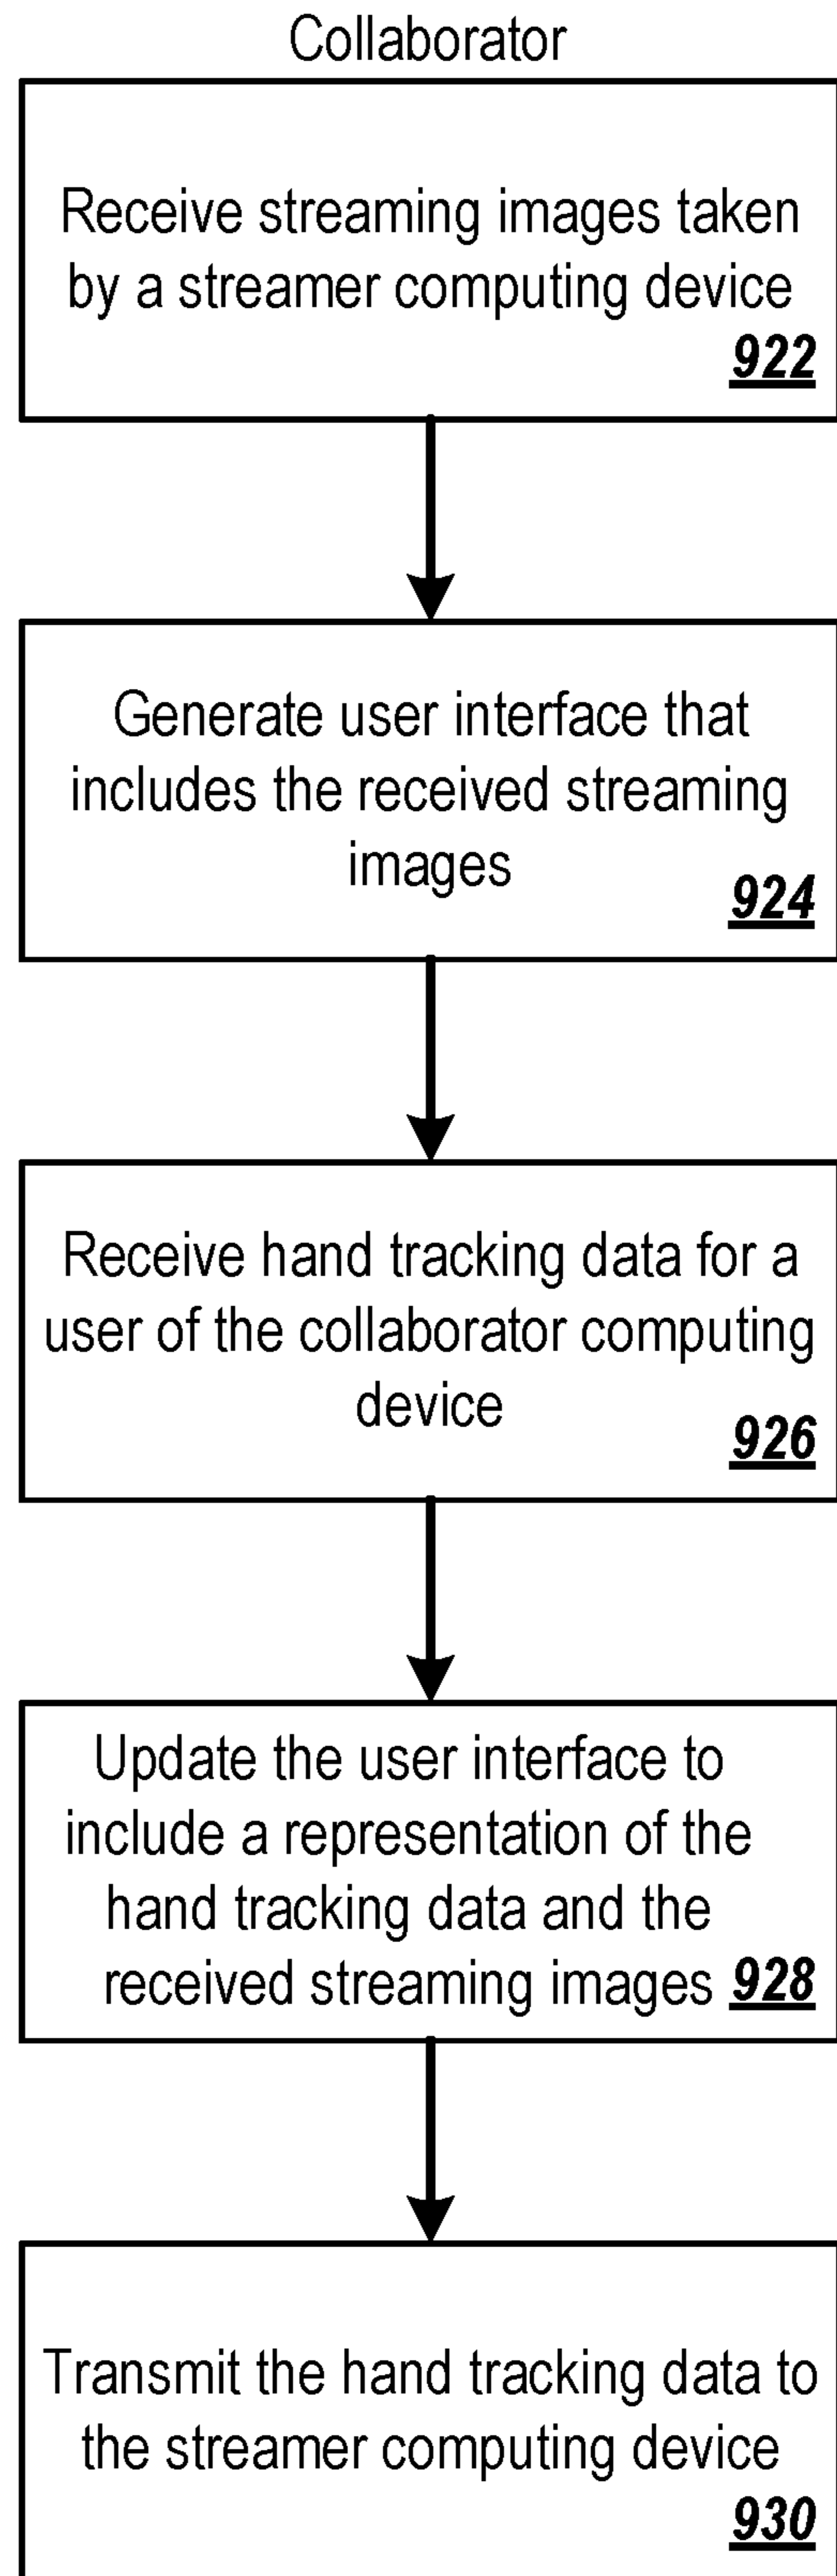 Collaborator
Receive streaming images taken
by a streamer computing device
922
Generate user interface that
includes the received streaming
images
924
Receive hand tracking data for a
user of the collaborator computing
device
926
Update the user interface to
include a representation of the
hand tracking data and the
received streaming images 928
Transmit the hand tracking data to
the streamer computing device
930